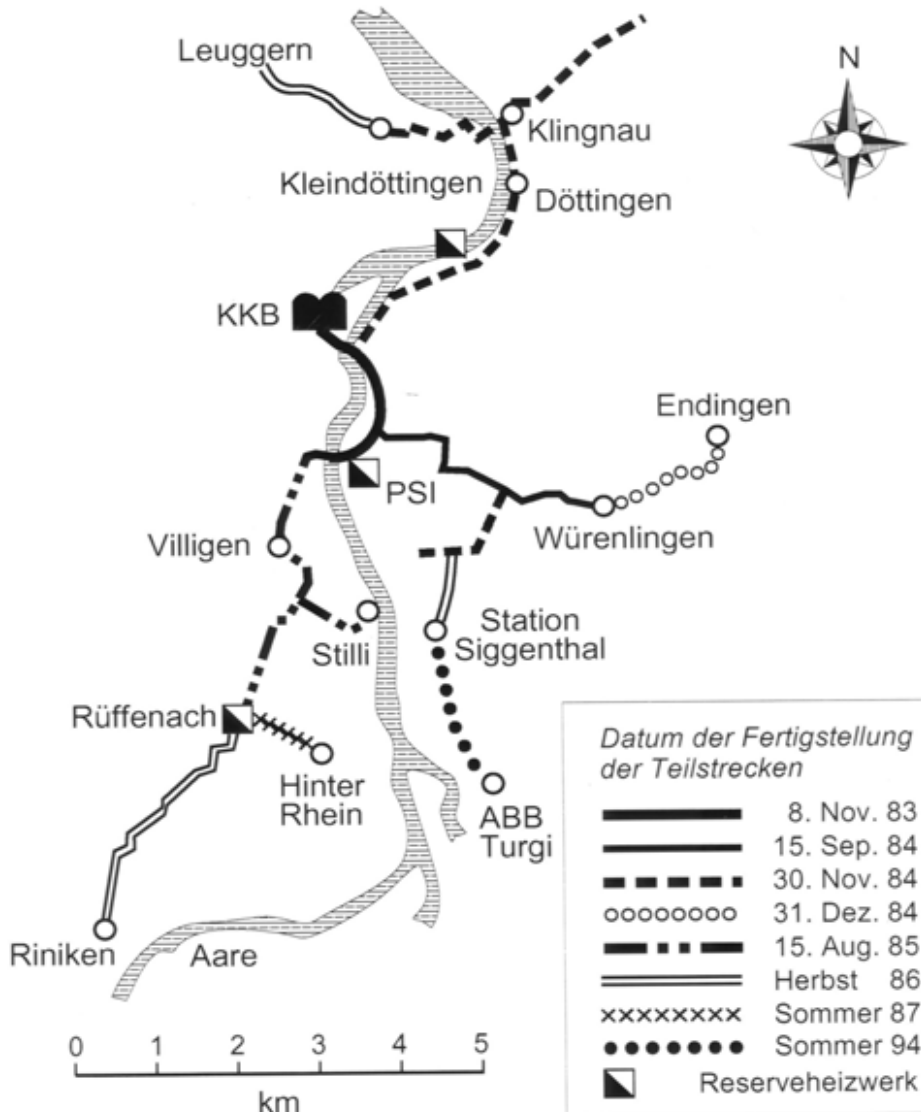 Leuggern
N
Klingnau
Kleindöttingen
Döttingen
KKB
Endingen
PSI
Würenlingen
Villigen
Stilli
Station
Siggenthal
Rüffenach
Hinter
Rhein
ABB
Turgi
Riniken
Aare
0 1 2 3 4 5
km
Datum der Fertigstellung
der Teilstrecken
8. Nov. 83
15. Sep. 84
30. Nov. 84
31. Dez. 84
15. Aug. 85
Herbst 86
Sommer 87
Sommer 94
Reserveheizwerk